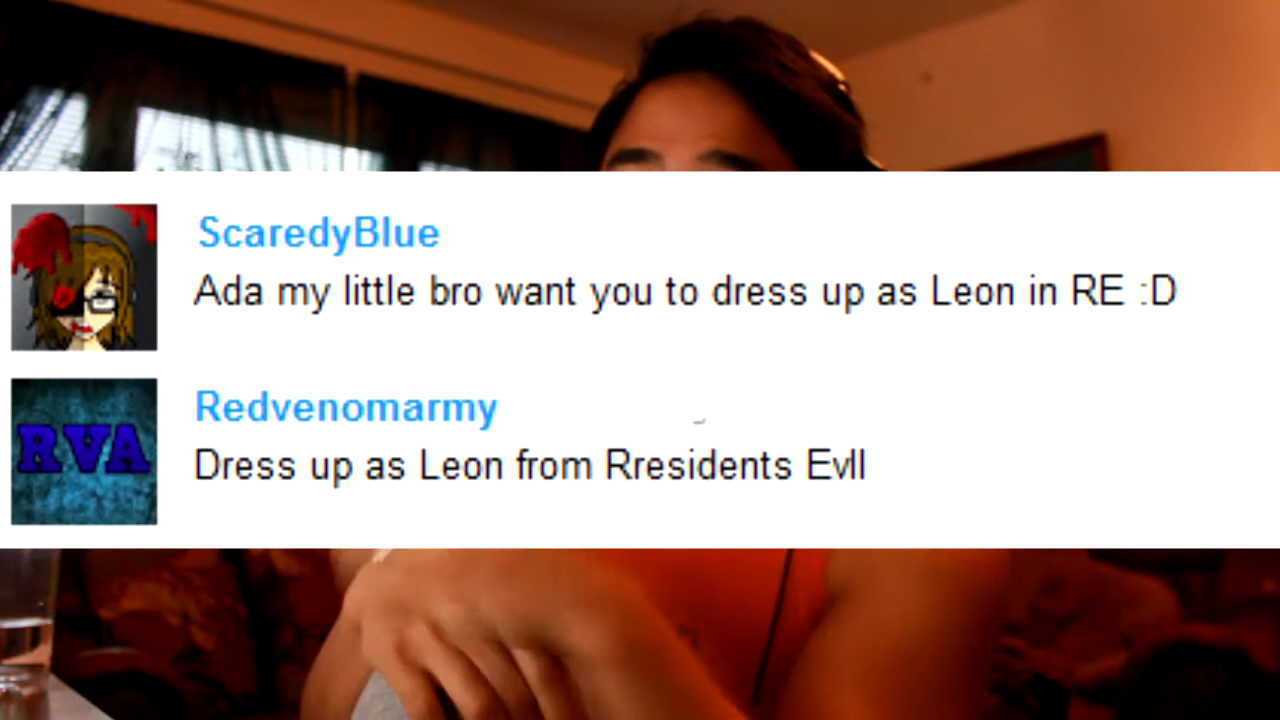 ScaredyBlue
Ada my little bro want you to dress up as Leon in RE :D
Redvenomarmy
RVA
Dress up as Leon from Rresidents Evll